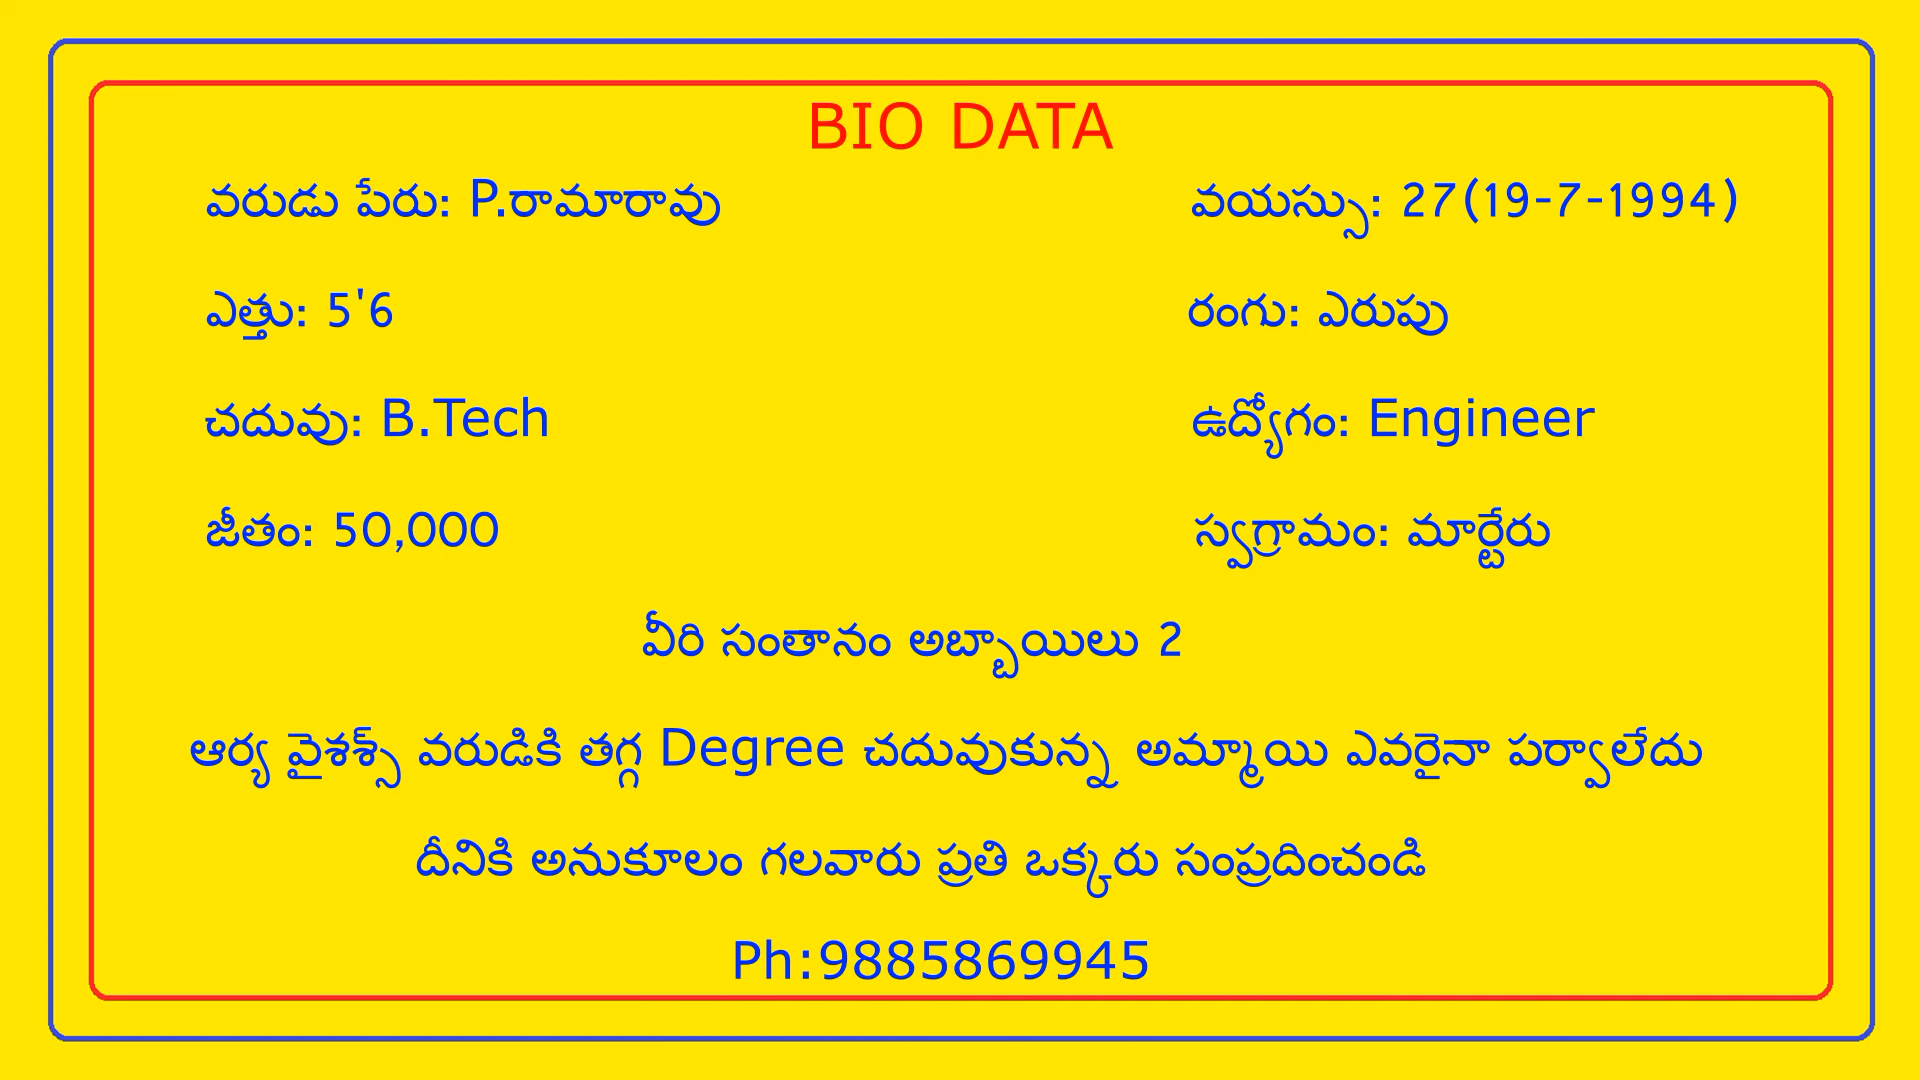 BIO DATA
వరుడు పేరు: P.రామారావు వయస్సు: 27(19-7-1994)
ఎత్తు: 5'6 రంగు: ఎరుపు
చదువు: B.Tech ఉద్యోగం: Engineer
జీతం: 50,000 స్వగ్రామం: మార్టేరు
వీరి సంతానం అబ్బాయిలు 2
ఆర్య వైశశ్స్ వరుడికి తగ్గ Degree చదువుకున్న అమ్మాయి ఎవరైనా పర్వాలేదు
దీనికి అనుకూలం గలవారు ప్రతి ఒక్కరు సంప్రదించండి
Ph:9885869945